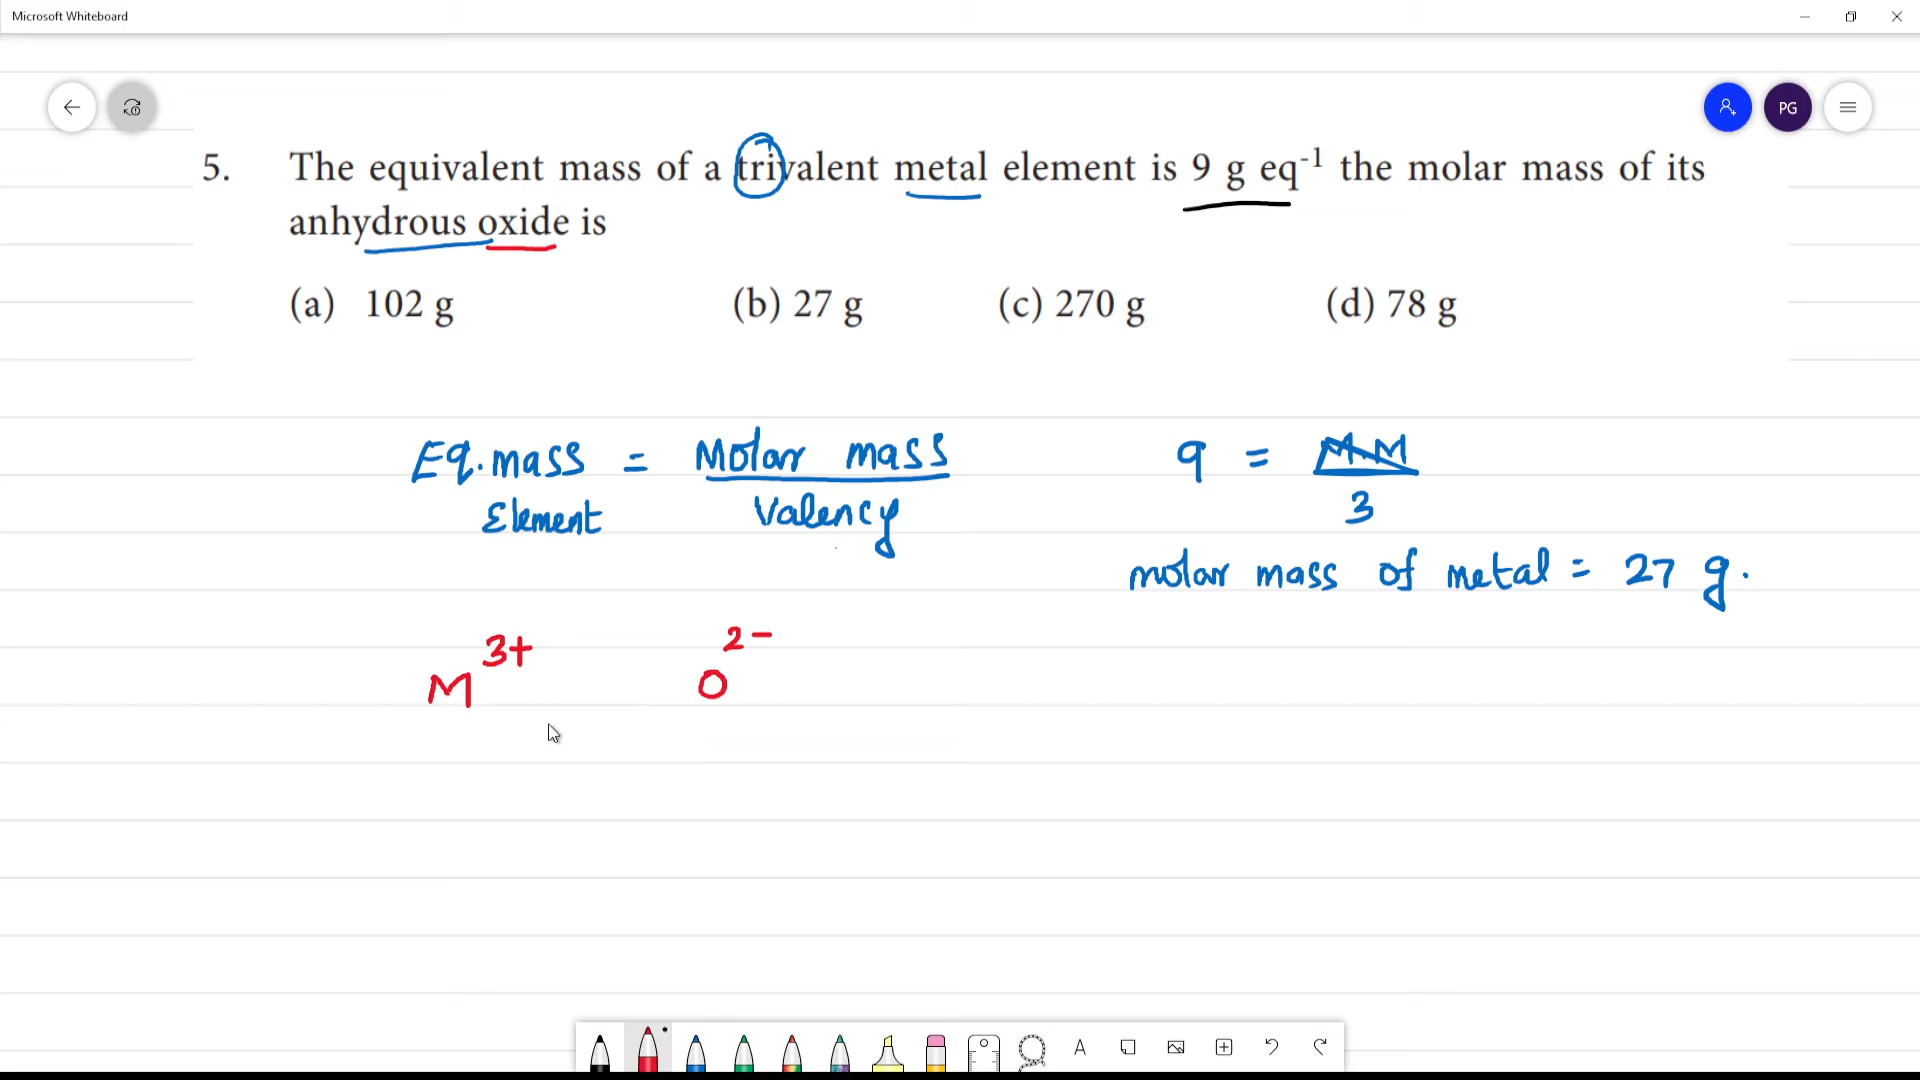 Microsoft Whiteboard
PG
5. The equivalent mass of a trivalent metal element is 9 g eq⁻¹ the molar mass of its
anhydrous oxide is
(a) 102 g (b) 27 g (c) 270 g (d) 78 g
Eq. mass = Molar mass 9 = M.M
Element Valency 3
molar mass of metal = 27 g.
M³⁺ O²⁻
A